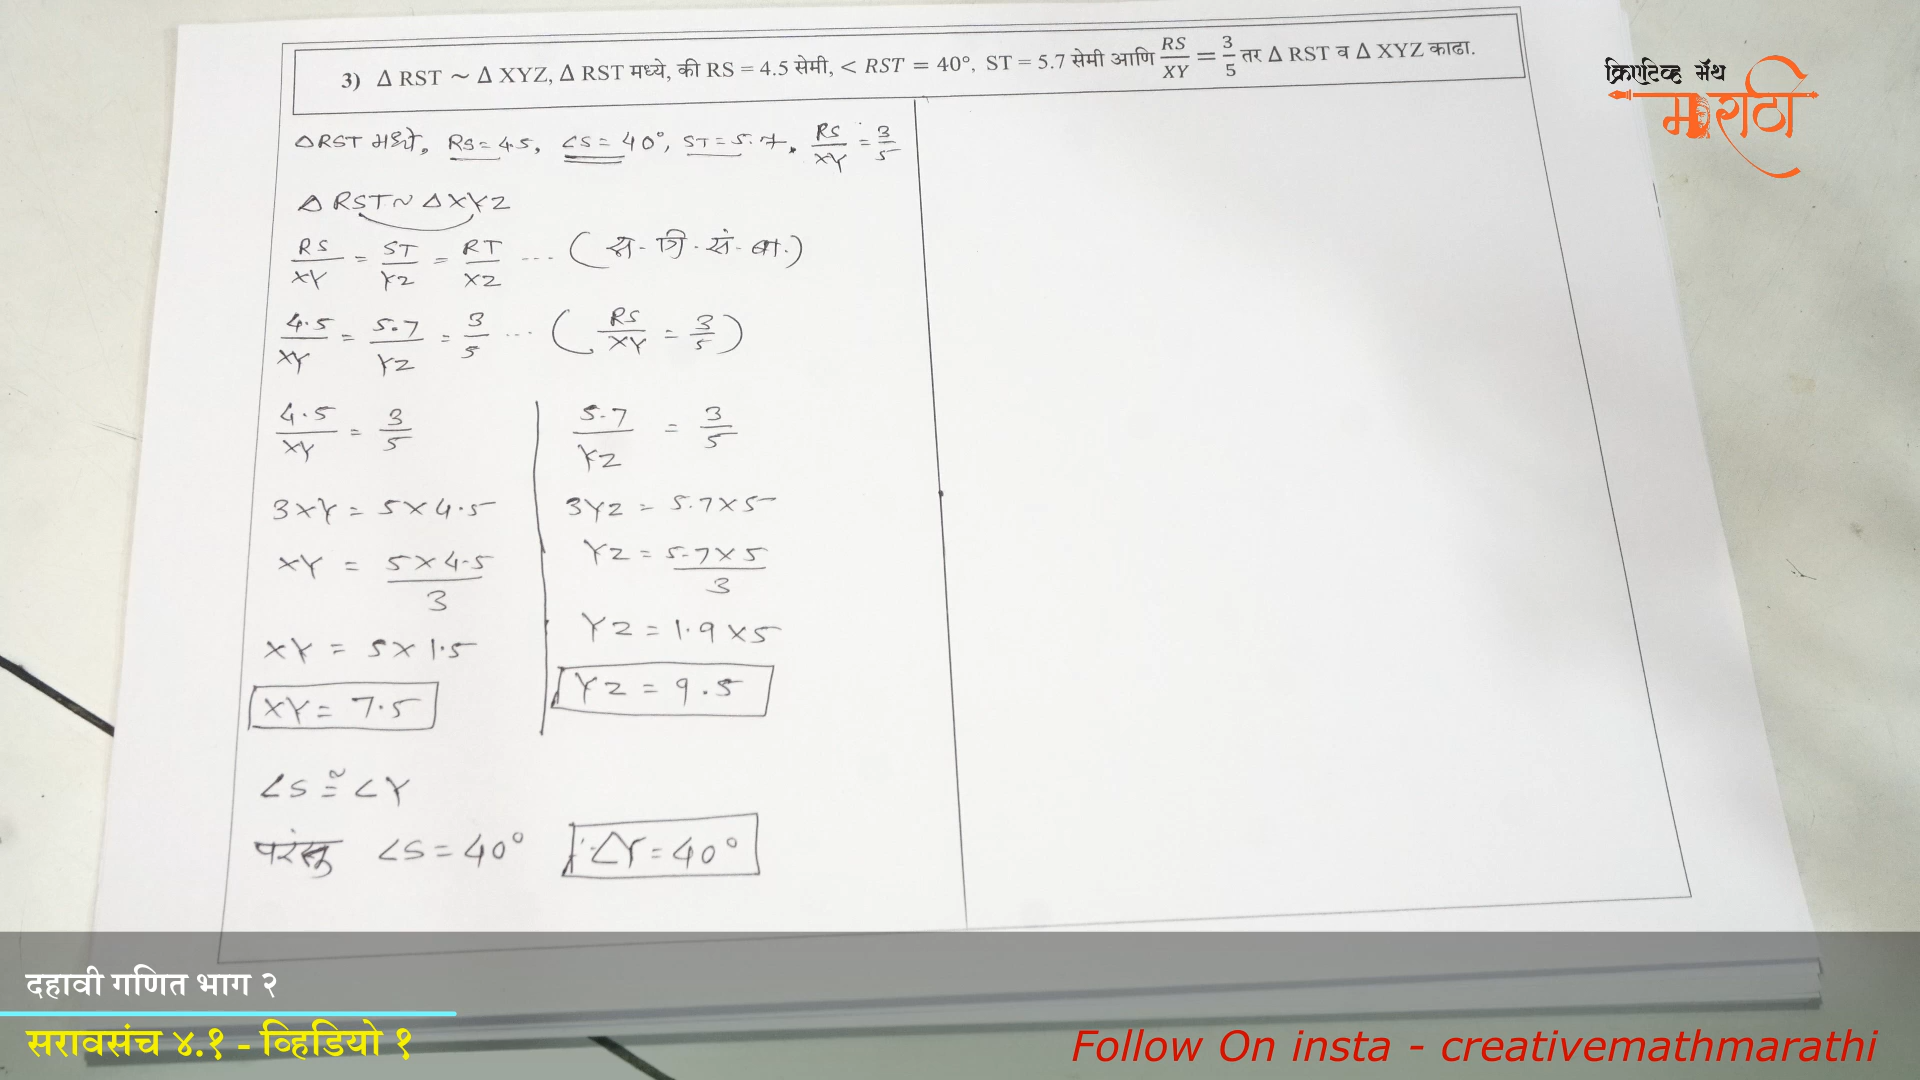 3) Δ RST ~ Δ XYZ, Δ RST मध्ये, की RS = 4.5 सेमी, < RST = 40°, ST = 5.7 सेमी आणि RS/XY = 3/5 तर Δ RST व Δ XYZ काढा.
क्रिएटिव्ह मॅथ
मराठी
△RST मध्ये, RS = 4.5, ∠S = 40°, ST = 5.7, RS/XY = 3/5
△RST ~ △XYZ
RS/XY = ST/YZ = RT/XZ ... (स. त्रि. सं. बा.)
4.5/XY = 5.7/YZ = 3/5 ... (RS/XY = 3/5)
4.5/XY = 3/5
3XY = 5×4.5
XY = 5×4.5/3
XY = 5×1.5
XY = 7.5
5.7/YZ = 3/5
3YZ = 5.7×5
YZ = 5.7×5/3
YZ = 1.9×5
YZ = 9.5
∠S ≅ ∠Y
परंतु ∠S = 40° ∴ ∠Y = 40°
दहावी गणित भाग २
सरावसंच ४.१ - व्हिडियो १
Follow On insta - creativemathmarathi